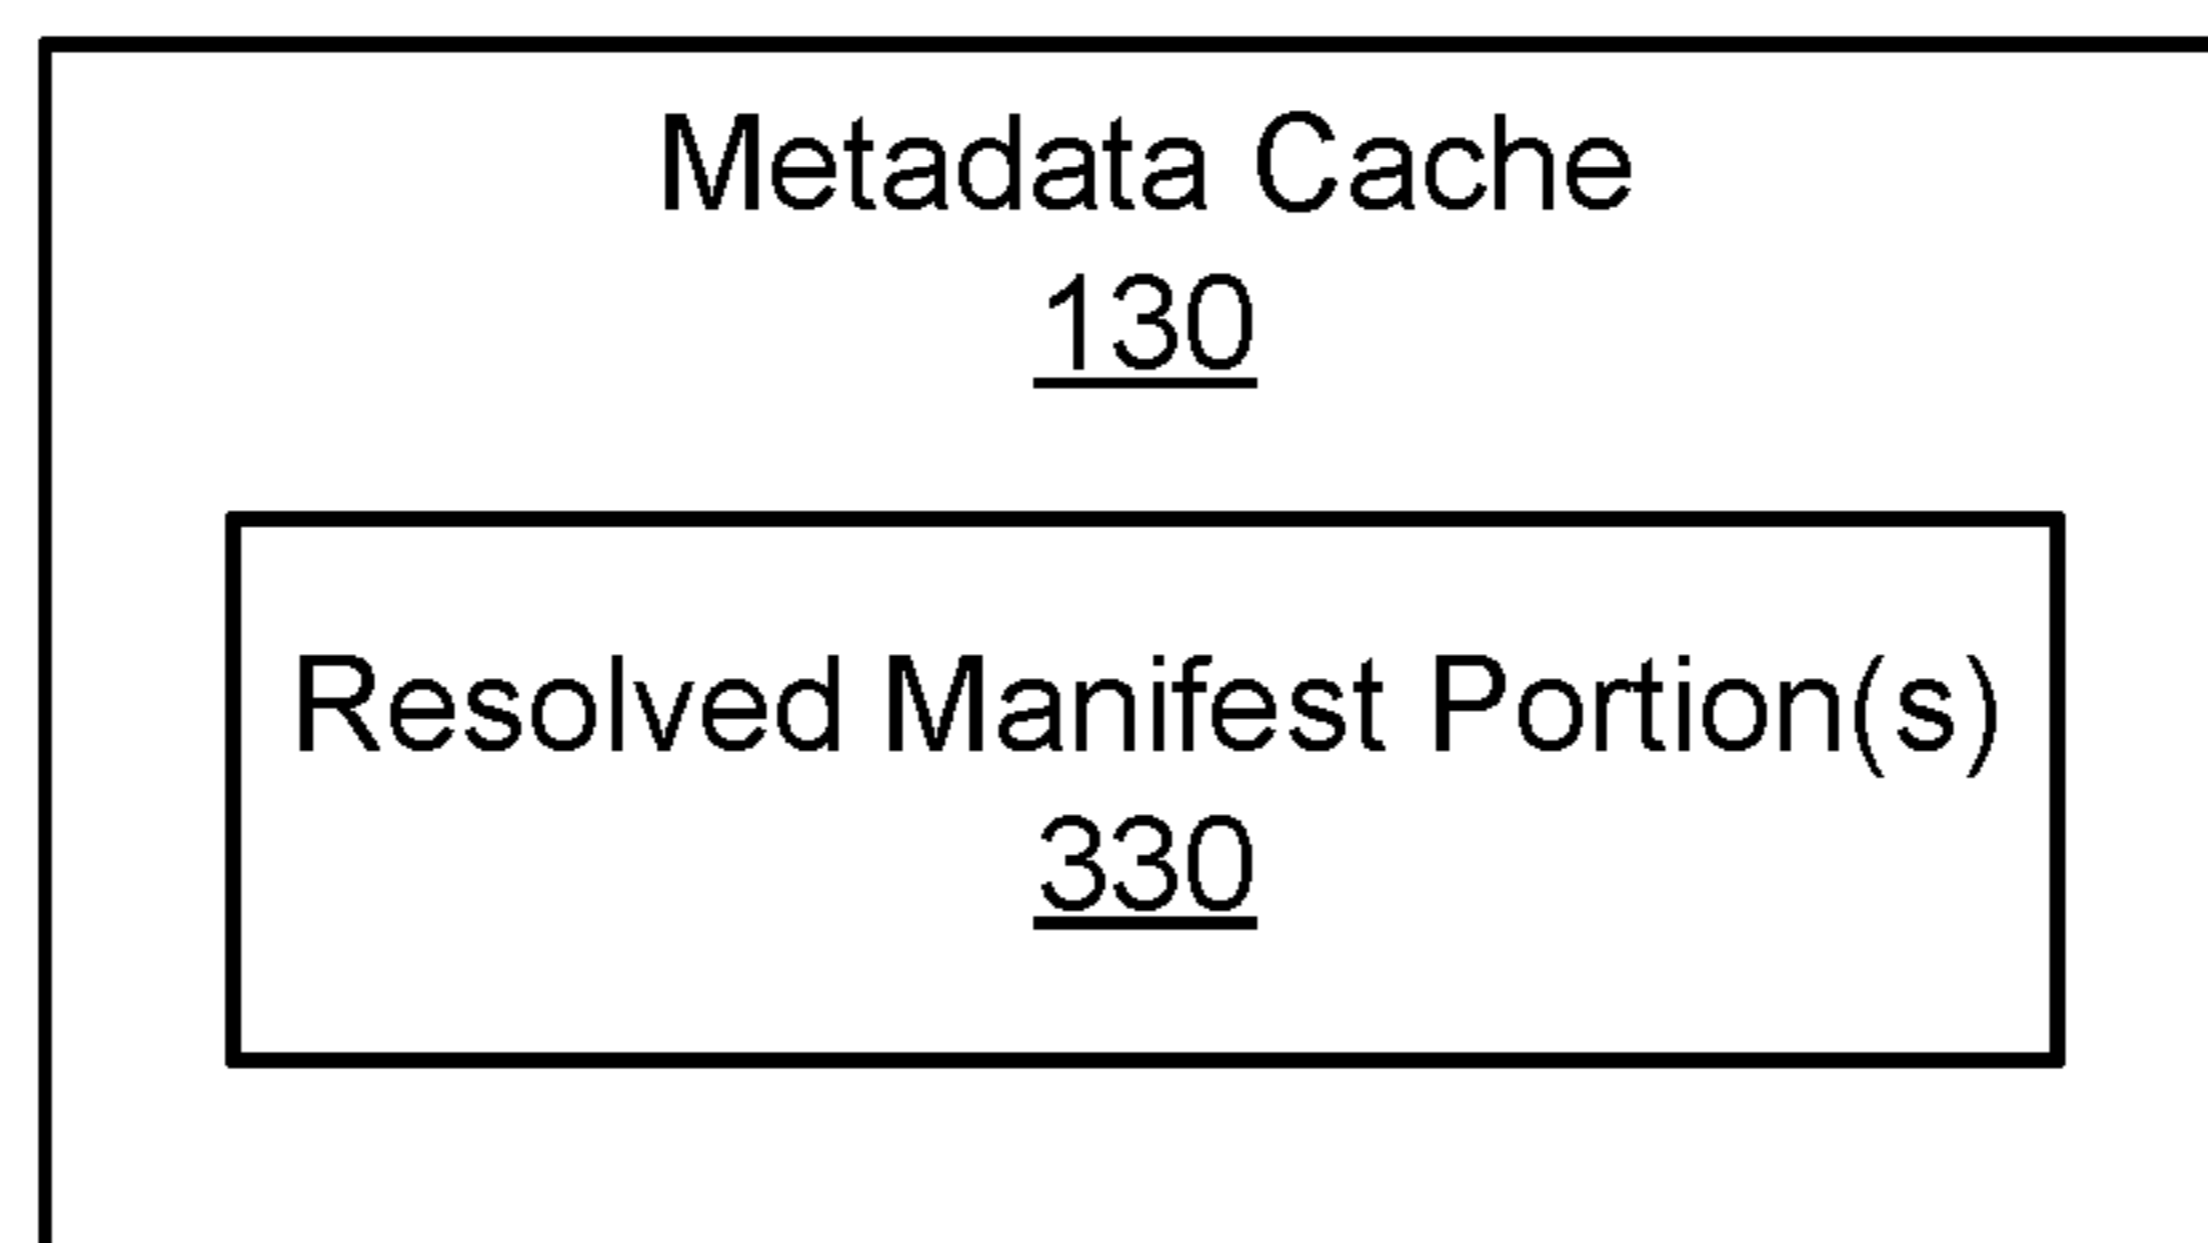 Metadata Cache
130
Resolved Manifest Portion(s)
330